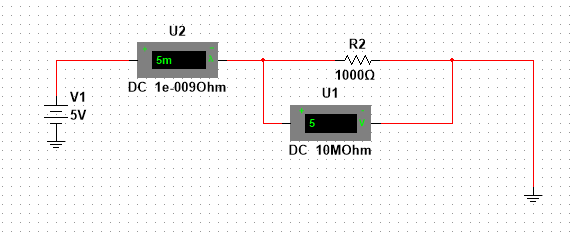 U2
5m
A
DC 1e-009Ohm
R2
1000Ω
V1
5V
U1
5
V
DC 10MOhm